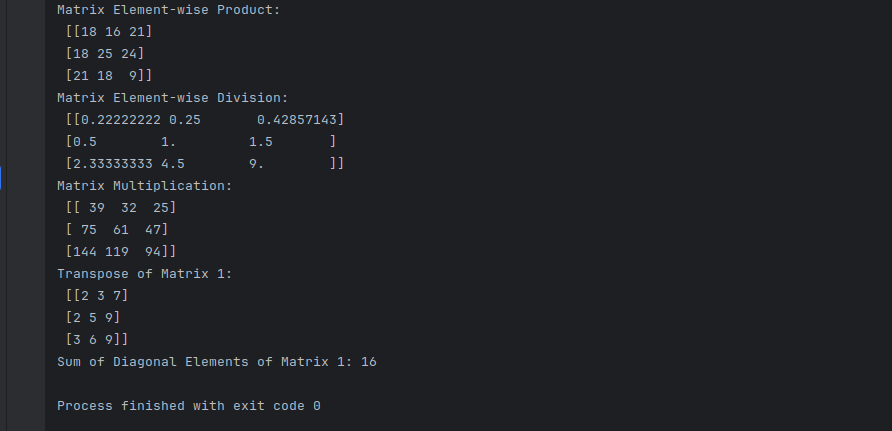 Matrix Element-wise Product:
 [[18 16 21]
 [18 25 24]
 [21 18  9]]
Matrix Element-wise Division:
 [[0.22222222 0.25       0.42857143]
 [0.5        1.         1.5       ]
 [2.33333333 4.5        9.        ]]
Matrix Multiplication:
 [[ 39  32  25]
 [ 75  61  47]
 [144 119  94]]
Transpose of Matrix 1:
 [[2 3 7]
 [2 5 9]
 [3 6 9]]
Sum of Diagonal Elements of Matrix 1: 16

Process finished with exit code 0